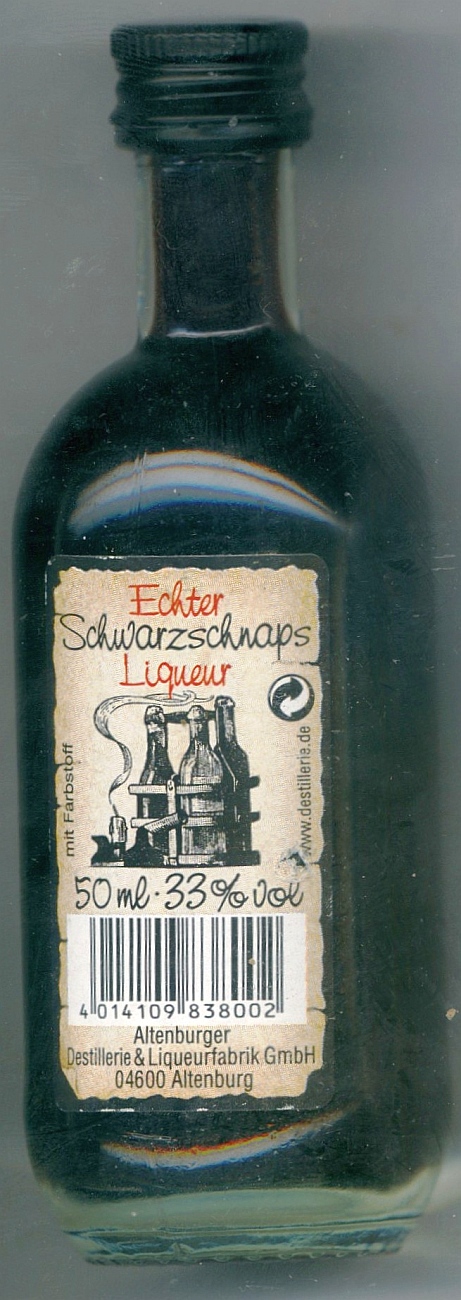 Echter
Schwarzschnaps
Liqueur
mit Farbstoff
www.destillerie.de
50 ml · 33 % vol
4 014109 838002
Altenburger
Destillerie & Liqueurfabrik GmbH
04600 Altenburg